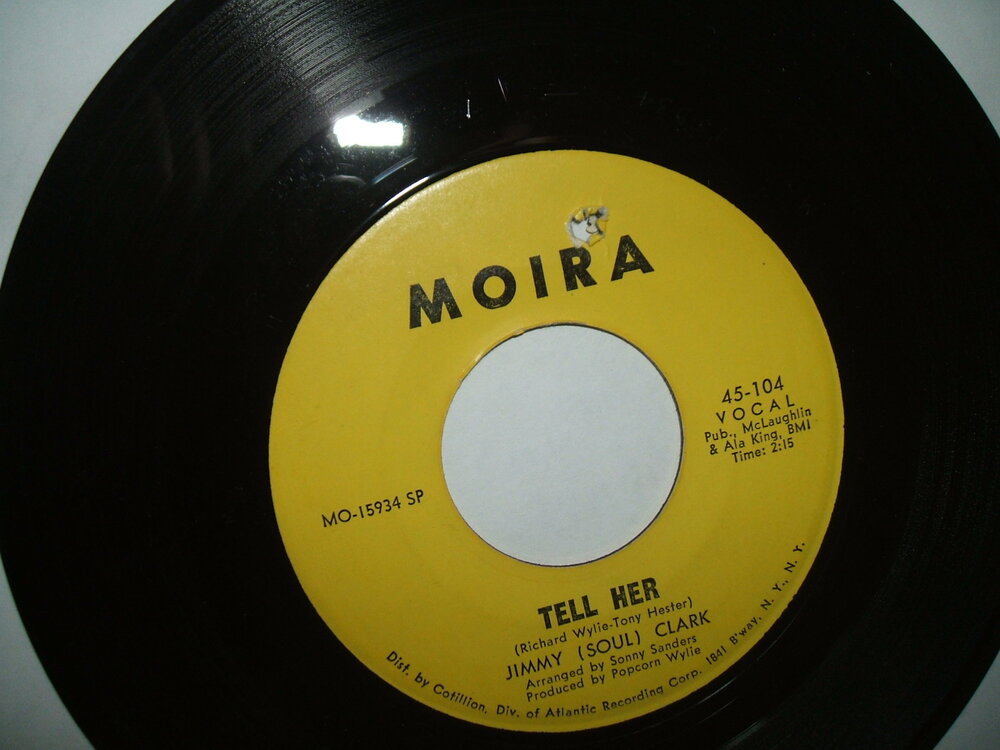 MOIRA
45-104
VOCAL
Pub., McLaughlin
& Ala King, BMI
Time: 2:15
MO-15934 SP
TELL HER
(Richard Wylie-Tony Hester)
JIMMY (SOUL) CLARK
Arranged by Sonny Sanders
Produced by Popcorn Wylie
Dist. by Cotillion, Div. of Atlantic Recording Corp. 1841 B'way, N. Y., N. Y.